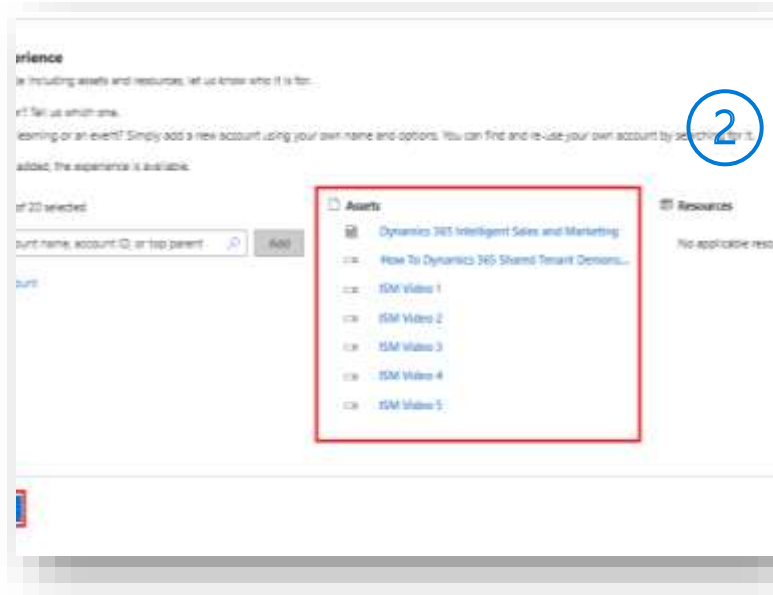 erience
e including assets and resources, let us know who it is for.
er? Tell us which one.
learning or an event? Simply add a new account using your own name and options. You can find and re-use your own account by searching for it.
2
added, the experience is available.
of 20 selected
ount name, account ID, or top parent
Add
ount
Assets
Dynamics 365 Intelligent Sales and Marketing
How To Dynamics 365 Shared Tenant Demons...
ISM Video 1
ISM Video 2
ISM Video 3
ISM Video 4
ISM Video 5
Resources
No applicable reso